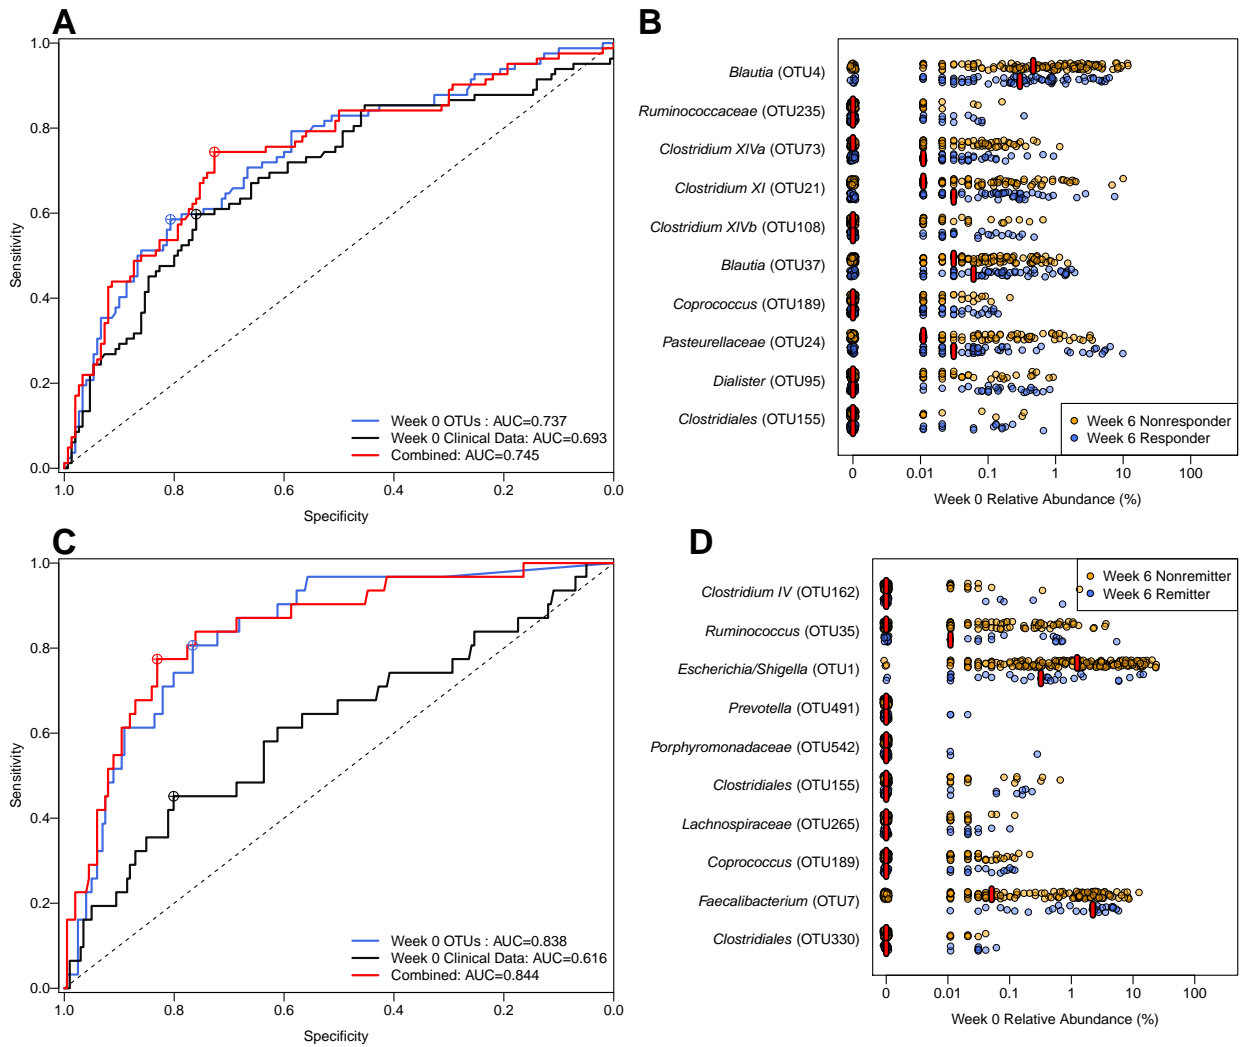 A
1.0
0.8
0.6
0.4
0.2
0.0
Sensitivity
Week 0 OTUs : AUC=0.737
Week 0 Clinical Data: AUC=0.693
Combined: AUC=0.745
1.0 0.8 0.6 0.4 0.2 0.0
Specificity
B
Blautia (OTU4)
Ruminococcaceae (OTU235)
Clostridium XIVa (OTU73)
Clostridium XI (OTU21)
Clostridium XIVb (OTU108)
Blautia (OTU37)
Coprococcus (OTU189)
Pasteurellaceae (OTU24)
Dialister (OTU95)
Clostridiales (OTU155)
Week 6 Nonresponder
Week 6 Responder
0 0.01 0.1 1 10 100
Week 0 Relative Abundance (%)
C
1.0
0.8
0.6
0.4
0.2
0.0
Sensitivity
Week 0 OTUs : AUC=0.838
Week 0 Clinical Data: AUC=0.616
Combined: AUC=0.844
1.0 0.8 0.6 0.4 0.2 0.0
Specificity
D
Week 6 Nonremitter
Week 6 Remitter
Clostridium IV (OTU162)
Ruminococcus (OTU35)
Escherichia/Shigella (OTU1)
Prevotella (OTU491)
Porphyromonadaceae (OTU542)
Clostridiales (OTU155)
Lachnospiraceae (OTU265)
Coprococcus (OTU189)
Faecalibacterium (OTU7)
Clostridiales (OTU330)
0 0.01 0.1 1 10 100
Week 0 Relative Abundance (%)